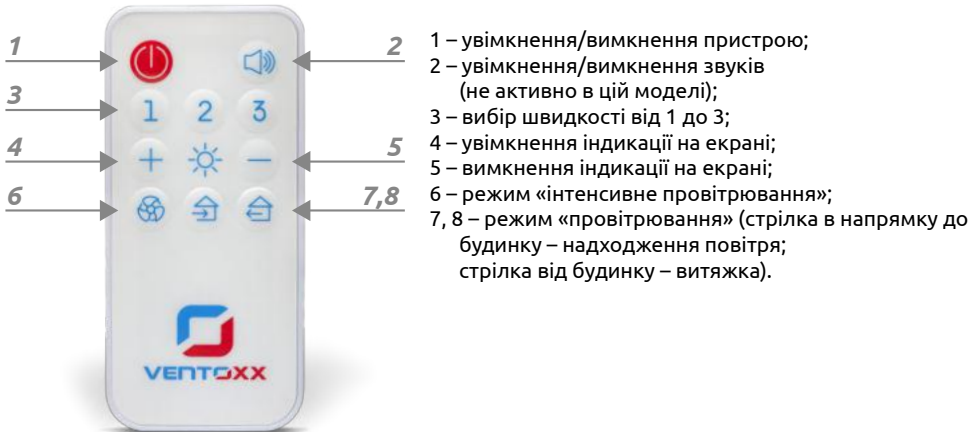 1
2
3
4
5
6
7,8
1 2 3
+ −
VENTOXX
1 – увімкнення/вимкнення пристрою;
2 – увімкнення/вимкнення звуків
(не активно в цій моделі);
3 – вибір швидкості від 1 до 3;
4 – увімкнення індикації на екрані;
5 – вимкнення індикації на екрані;
6 – режим «інтенсивне провітрювання»;
7, 8 – режим «провітрювання» (стрілка в напрямку до
будинку – надходження повітря;
стрілка від будинку – витяжка).